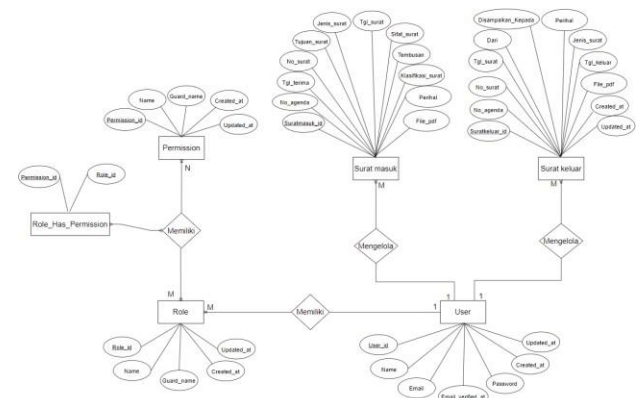 Jenis_surat
Tgl_surat
Tujuan_surat
Sifat_surat
No_surat
Tembusan
Tgl_terima
Klasifikasi_surat
No_agenda
Perihal
Suratmasuk_id
File_pdf
Surat masuk
Disampaikan_Kepada
Perihal
Dari
Jenis_surat
Tgl_surat
Tgl_keluar
No_surat
File_pdf
No_agenda
Created_at
Suratkeluar_id
Updated_at
Surat keluar
Name
Guard_name
Created_at
Permission_id
Updated_at
Permission
N
Permission_id
Role_id
Role_Has_Permission
Memiliki
M
M
Mengelola
Mengelola
M
Role
M
Memiliki
1
1
1
User
Role_id
Updated_at
Name
Guard_name
Created_at
User_id
Updated_at
Name
Created_at
Email
Password
Email_verified_at